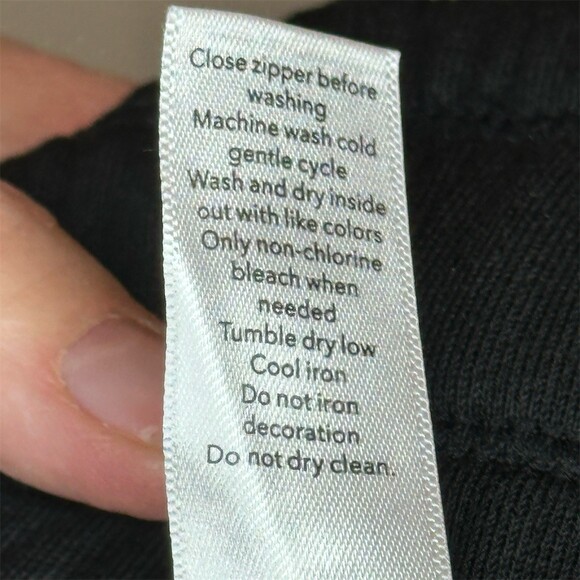 Close zipper before
washing
Machine wash cold
gentle cycle
Wash and dry inside
out with like colors
Only non-chlorine
bleach when
needed
Tumble dry low
Cool iron
Do not iron
decoration
Do not dry clean.